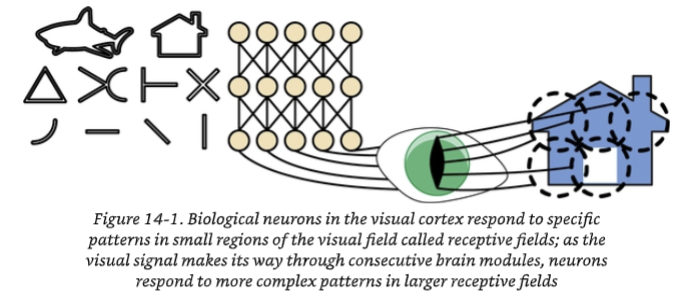 Figure 14-1. Biological neurons in the visual cortex respond to specific
patterns in small regions of the visual field called receptive fields; as the
visual signal makes its way through consecutive brain modules, neurons
respond to more complex patterns in larger receptive fields